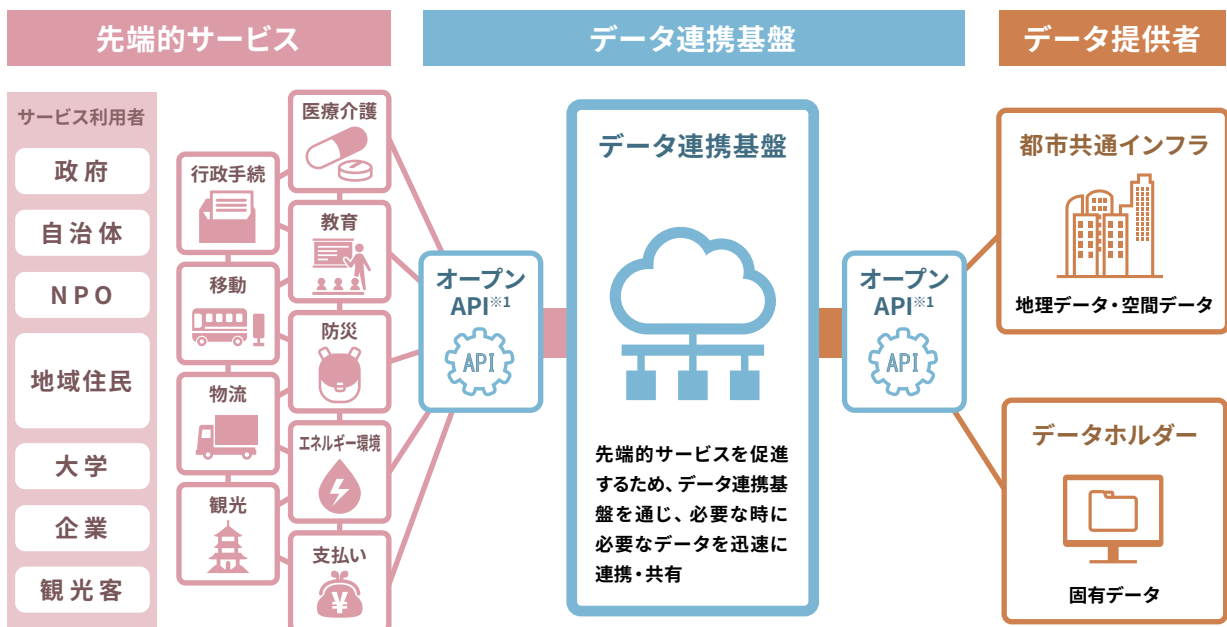 先端的サービス
データ連携基盤
データ提供者
サービス利用者
政府
自治体
NPO
地域住民
大学
企業
観光客
医療介護
行政手続
教育
移動
防災
物流
エネルギー環境
観光
支払い
¥
オープン
API※1
API
データ連携基盤
先端的サービスを促進
するため、データ連携基
盤を通じ、必要な時に
必要なデータを迅速に
連携・共有
オープン
API※1
API
都市共通インフラ
地理データ・空間データ
データホルダー
固有データ